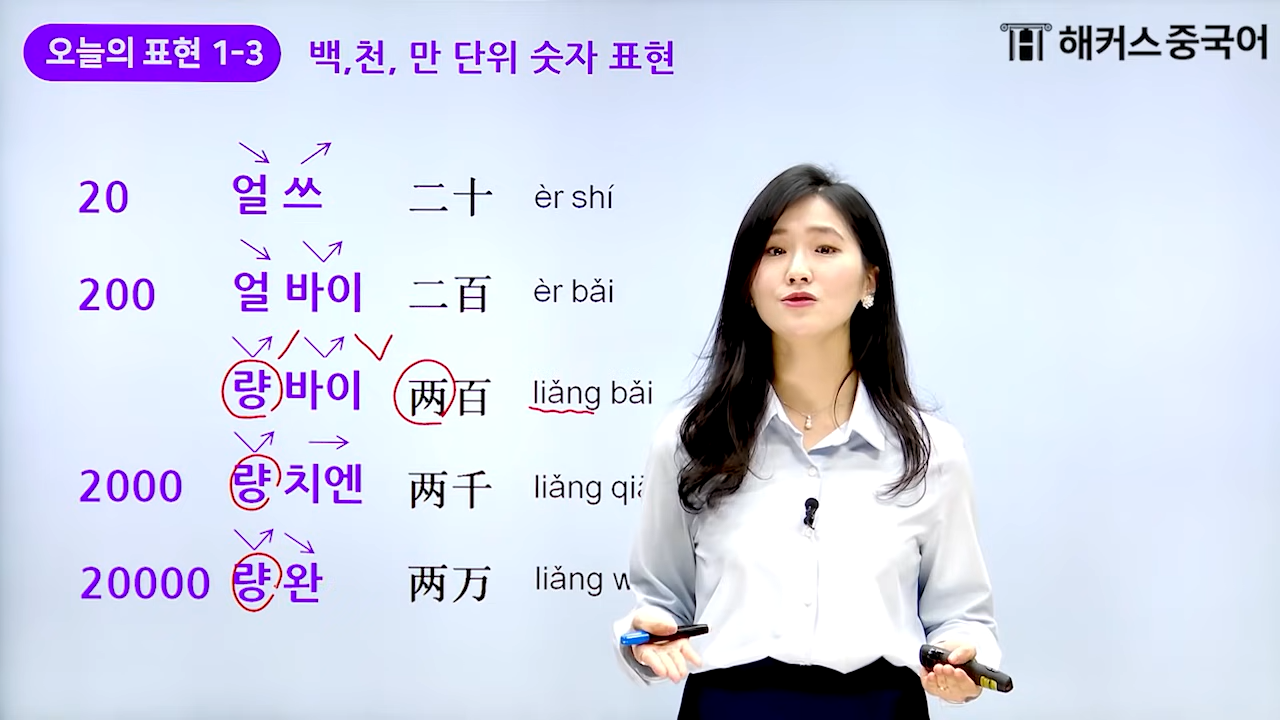 오늘의 표현 1-3 백,천, 만 단위 숫자 표현 해커스중국어
20 얼 쓰 二十 èr shí
200 얼 바이 二百 èr bǎi
량 바이 两百 liǎng bǎi
2000 량 치엔 两千 liǎng
20000 량 완 两万 liǎng